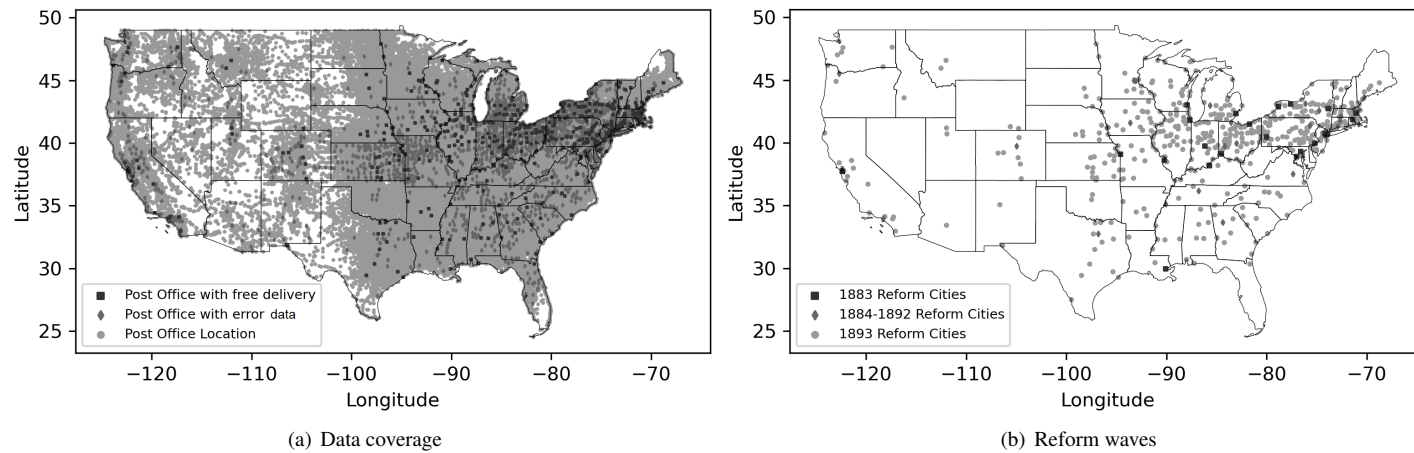 50
45
40
35
30
25
Latitude
Post Office with free delivery
Post Office with error data
Post Office Location
−120 −110 −100 −90 −80 −70
Longitude
(a) Data coverage
50
45
40
35
30
25
Latitude
1883 Reform Cities
1884-1892 Reform Cities
1893 Reform Cities
−120 −110 −100 −90 −80 −70
Longitude
(b) Reform waves